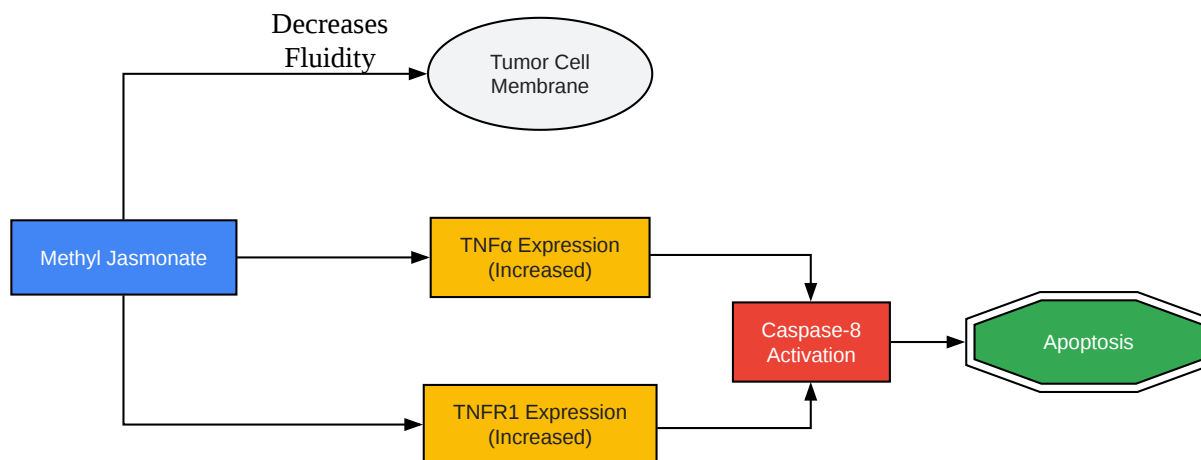 Decreases
Fluidity
Tumor Cell
Membrane
Methyl Jasmonate
TNFα Expression
(Increased)
Caspase-8
Activation
Apoptosis
TNFR1 Expression
(Increased)